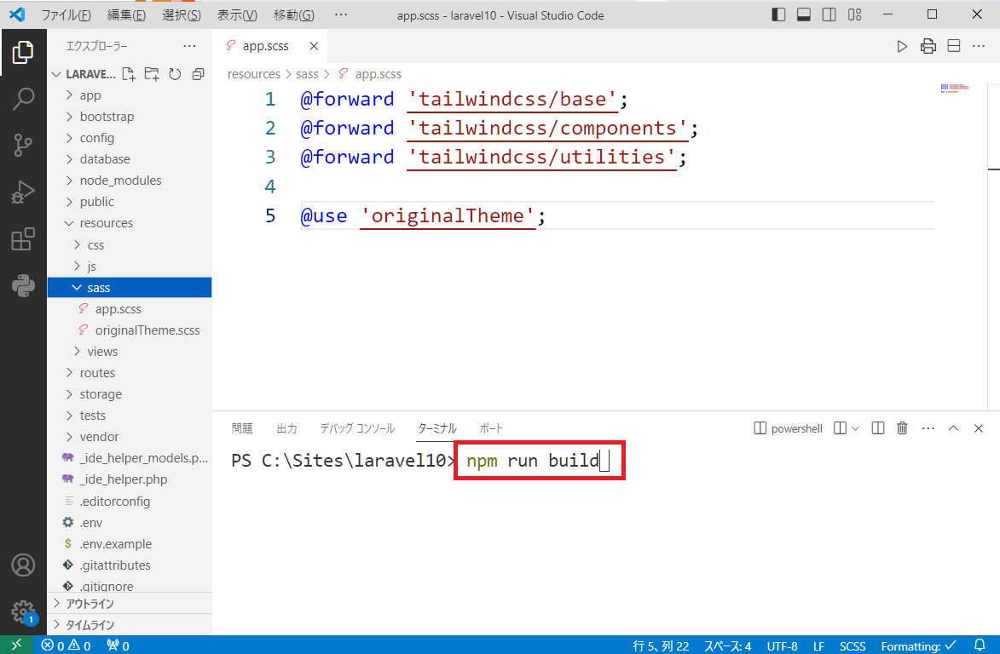 ファイル(F) 編集(E) 選択(S) 表示(V) 移動(G) ··· app.scss - laravel10 - Visual Studio Code
エクスプローラー ···
LARAVE...
app
bootstrap
config
database
node_modules
public
resources
css
js
sass
app.scss
originalTheme.scss
views
routes
storage
tests
vendor
_ide_helper_models.p...
_ide_helper.php
.editorconfig
.env
$ .env.example
.gitattributes
.gitignore
アウトライン
タイムライン
app.scss
resources > sass > app.scss
1 @forward 'tailwindcss/base';
2 @forward 'tailwindcss/components';
3 @forward 'tailwindcss/utilities';
4
5 @use 'originalTheme';
問題 出力 デバッグ コンソール ターミナル ポート powershell
PS C:\Sites\laravel10> npm run build
1
0 0 0 行 5、列 22 スペース: 4 UTF-8 LF SCSS Formatting: ✓